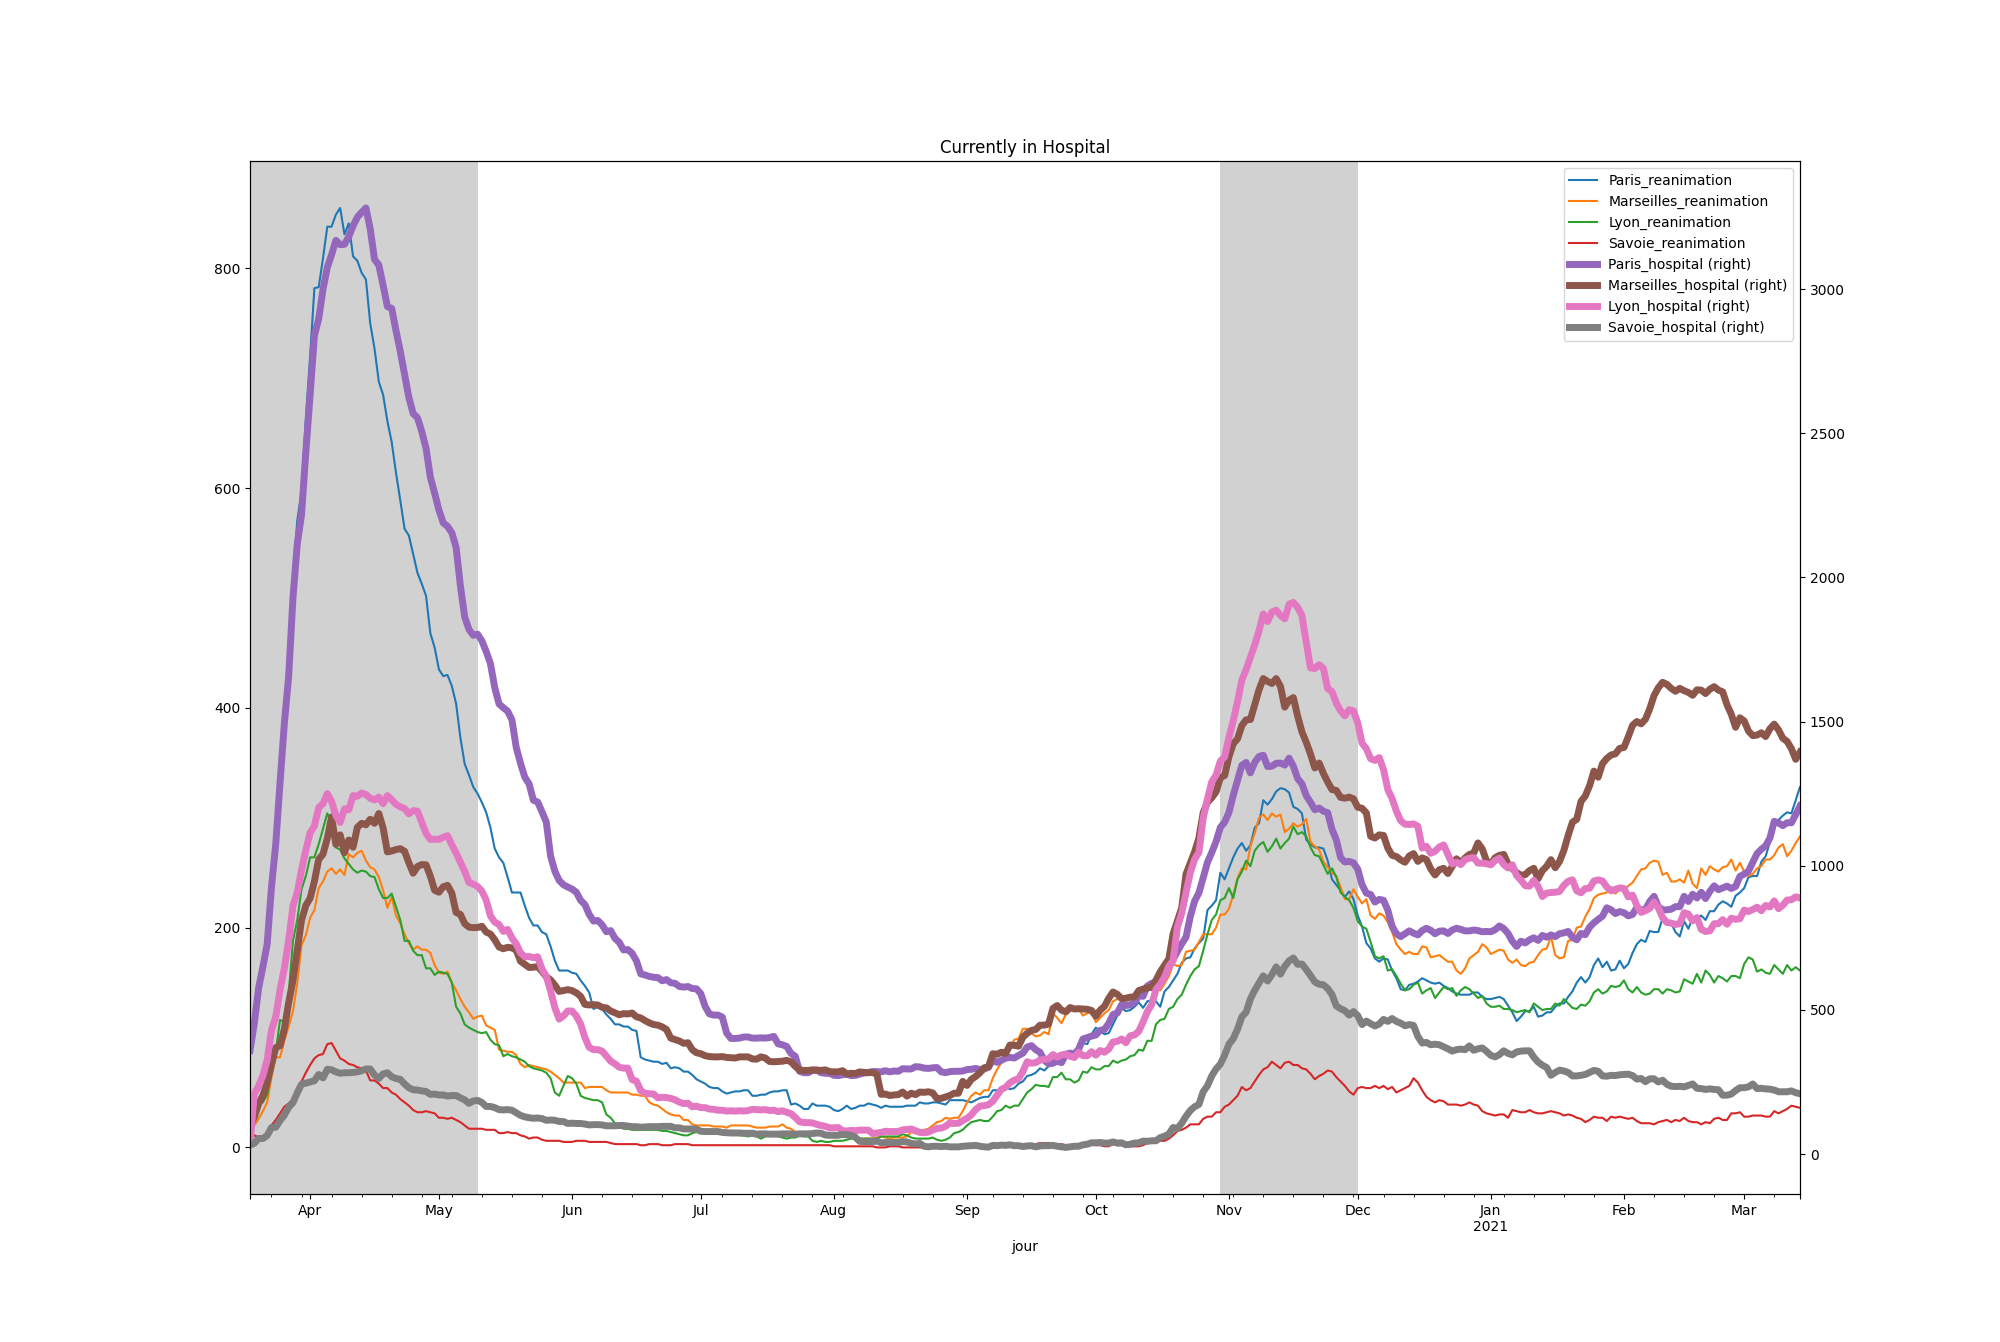 Currently in Hospital
Paris_reanimation
Marseilles_reanimation
Lyon_reanimation
Savoie_reanimation
Paris_hospital (right)
Marseilles_hospital (right)
Lyon_hospital (right)
Savoie_hospital (right)
800
600
400
200
0
3000
2500
2000
1500
1000
500
0
Apr May Jun Jul Aug Sep Oct Nov Dec Jan Feb Mar
2021
jour